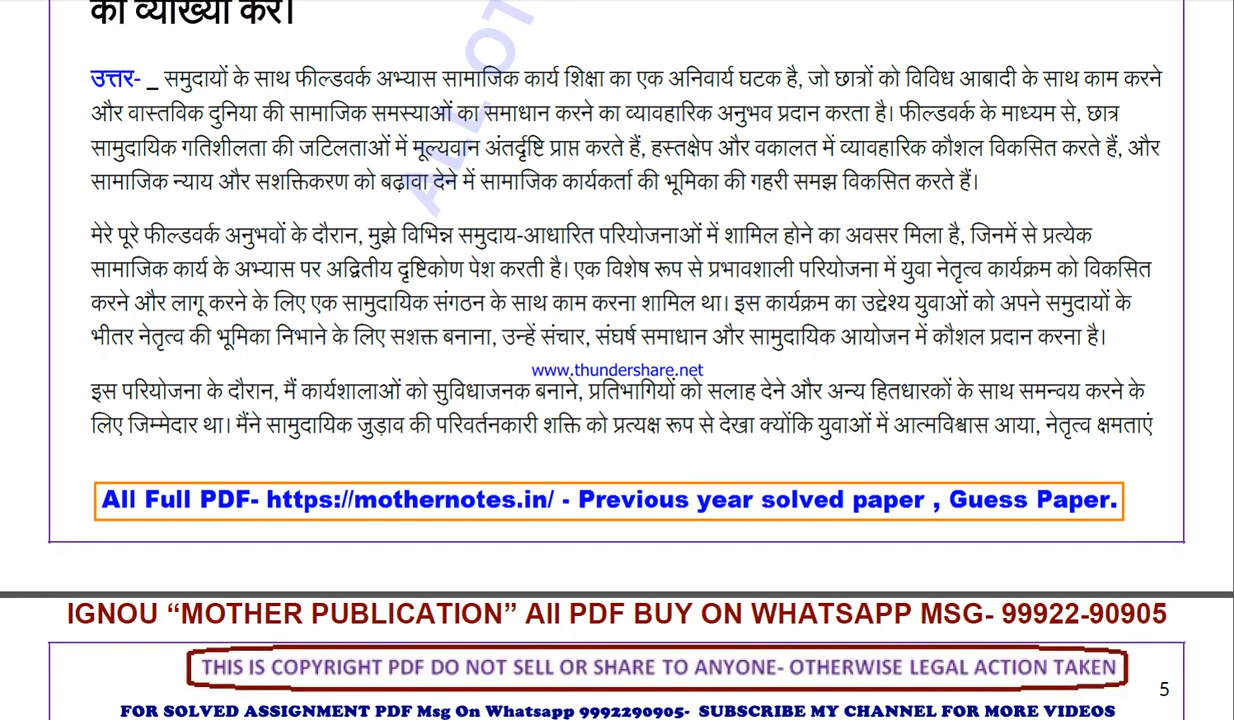 की व्याख्या करें।
उत्तर- _ समुदायों के साथ फील्डवर्क अभ्यास सामाजिक कार्य शिक्षा का एक अनिवार्य घटक है, जो छात्रों को विविध आबादी के साथ काम करने
और वास्तविक दुनिया की सामाजिक समस्याओं का समाधान करने का व्यावहारिक अनुभव प्रदान करता है। फील्डवर्क के माध्यम से, छात्र
सामुदायिक गतिशीलता की जटिलताओं में मूल्यवान अंतर्दृष्टि प्राप्त करते हैं, हस्तक्षेप और वकालत में व्यावहारिक कौशल विकसित करते हैं, और
सामाजिक न्याय और सशक्तिकरण को बढ़ावा देने में सामाजिक कार्यकर्ता की भूमिका की गहरी समझ विकसित करते हैं।
मेरे पूरे फील्डवर्क अनुभवों के दौरान, मुझे विभिन्न समुदाय-आधारित परियोजनाओं में शामिल होने का अवसर मिला है, जिनमें से प्रत्येक
सामाजिक कार्य के अभ्यास पर अद्वितीय दृष्टिकोण पेश करती है। एक विशेष रूप से प्रभावशाली परियोजना में युवा नेतृत्व कार्यक्रम को विकसित
करने और लागू करने के लिए एक सामुदायिक संगठन के साथ काम करना शामिल था। इस कार्यक्रम का उद्देश्य युवाओं को अपने समुदायों के
भीतर नेतृत्व की भूमिका निभाने के लिए सशक्त बनाना, उन्हें संचार, संघर्ष समाधान और सामुदायिक आयोजन में कौशल प्रदान करना है।
www.thundershare.net
इस परियोजना के दौरान, मैं कार्यशालाओं को सुविधाजनक बनाने, प्रतिभागियों को सलाह देने और अन्य हितधारकों के साथ समन्वय करने के
लिए जिम्मेदार था। मैंने सामुदायिक जुड़ाव की परिवर्तनकारी शक्ति को प्रत्यक्ष रूप से देखा क्योंकि युवाओं में आत्मविश्वास आया, नेतृत्व क्षमताएं
All Full PDF- https://mothernotes.in/ - Previous year solved paper , Guess Paper.
IGNOU “MOTHER PUBLICATION” All PDF BUY ON WHATSAPP MSG- 99922-90905
THIS IS COPYRIGHT PDF DO NOT SELL OR SHARE TO ANYONE- OTHERWISE LEGAL ACTION TAKEN
5
FOR SOLVED ASSIGNMENT PDF Msg On Whatsapp 9992290905- SUBSCRIBE MY CHANNEL FOR MORE VIDEOS